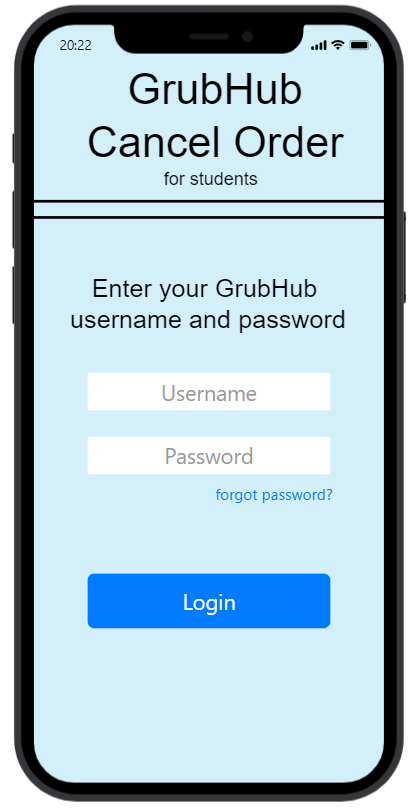 20:22
GrubHub
Cancel Order
for students
Enter your GrubHub
username and password
Username
Password
forgot password?
Login